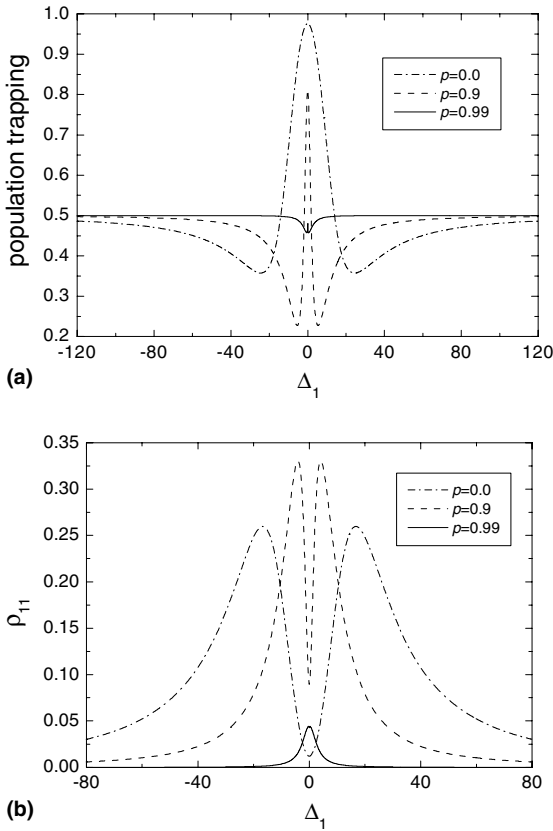 population trapping
1.0
0.9
0.8
0.7
0.6
0.5
0.4
0.3
0.2
p=0.0
p=0.9
p=0.99
-120 -80 -40 0 40 80 120
(a)
Δ₁
ρ₁₁
0.35
0.30
0.25
0.20
0.15
0.10
0.05
0.00
p=0.0
p=0.9
p=0.99
-80 -40 0 40 80
(b)
Δ₁